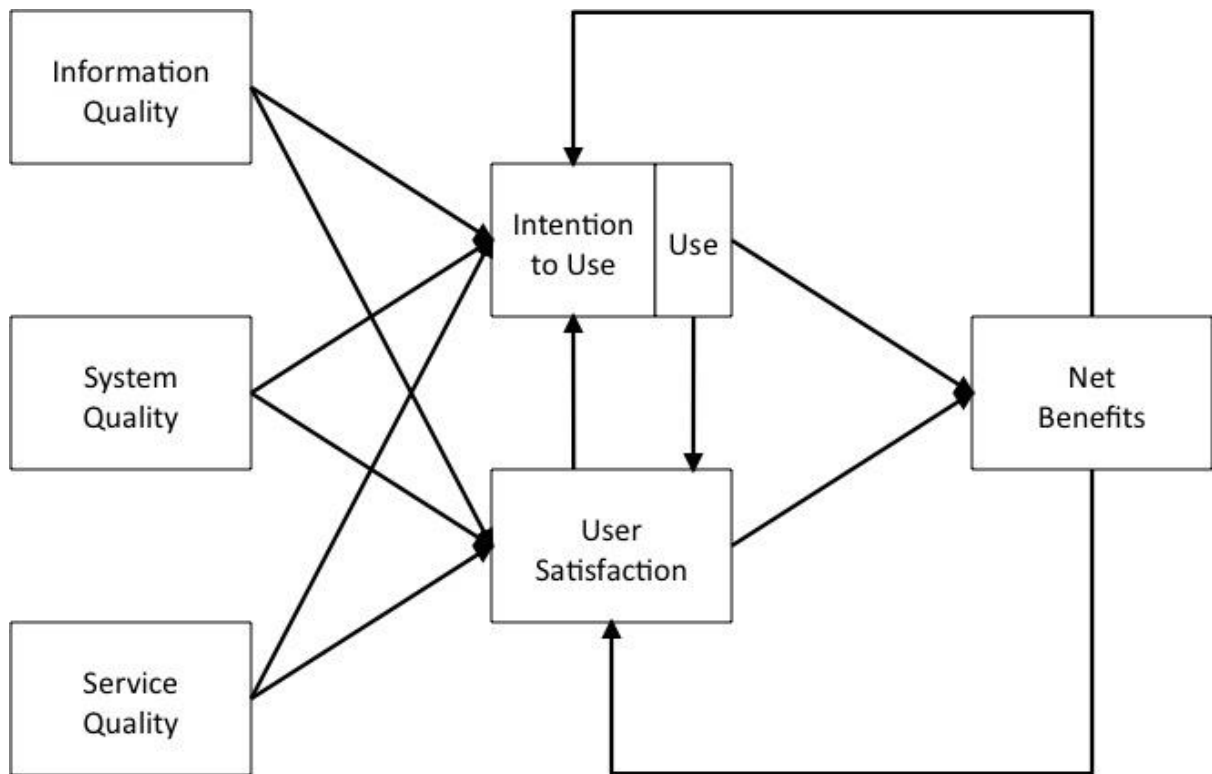 Information
Quality
System
Quality
Service
Quality
Intention
to Use
Use
User
Satisfaction
Net
Benefits